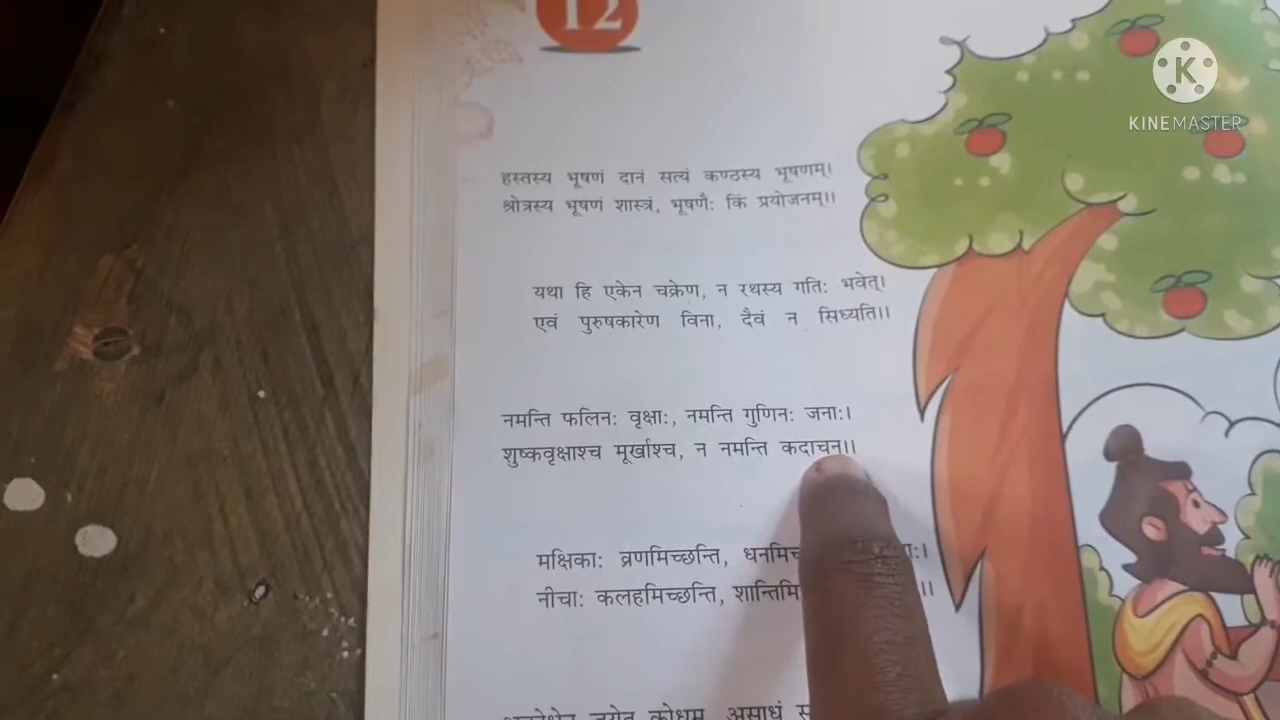 12
KINEMASTER
हस्तस्य भूषणं दानं सत्यं कण्ठस्य भूषणम्।
श्रोत्रस्य भूषणं शास्त्रं, भूषणैः किं प्रयोजनम्।।
यथा हि एकेन चक्रेण, न रथस्य गतिः भवेत्।
एवं पुरुषकारेण विना, दैवं न सिध्यति।।
नमन्ति फलिनः वृक्षाः, नमन्ति गुणिनः जनाः।
शुष्कवृक्षाश्च मूर्खाश्च, न नमन्ति कदाचन।।
मक्षिकाः व्रणमिच्छन्ति,
नीचाः कलहमिच्छन्ति,